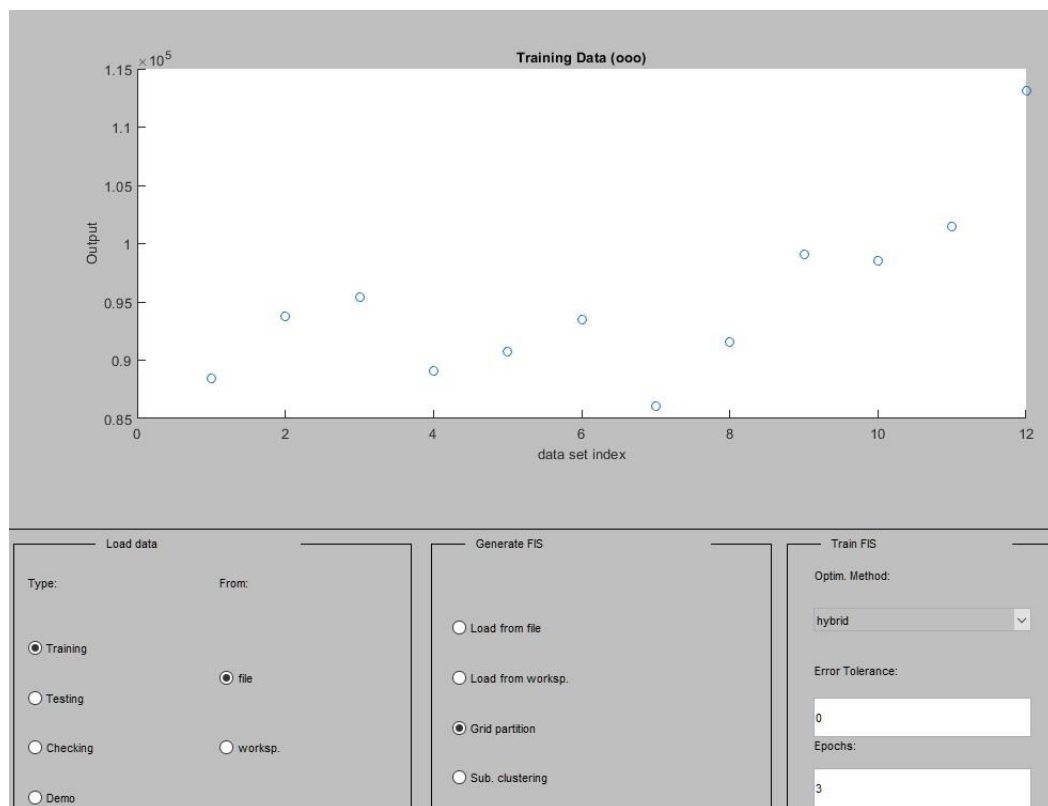 Training Data (ooo)
×10^5
1.15
1.1
1.05
1
0.95
0.9
0.85
Output
0 2 4 6 8 10 12
data set index
Load data
Type: From:
Training
file
Testing
Checking
worksp.
Demo
Generate FIS
Load from file
Load from worksp.
Grid partition
Sub. clustering
Train FIS
Optim. Method:
hybrid
Error Tolerance:
0
Epochs:
3